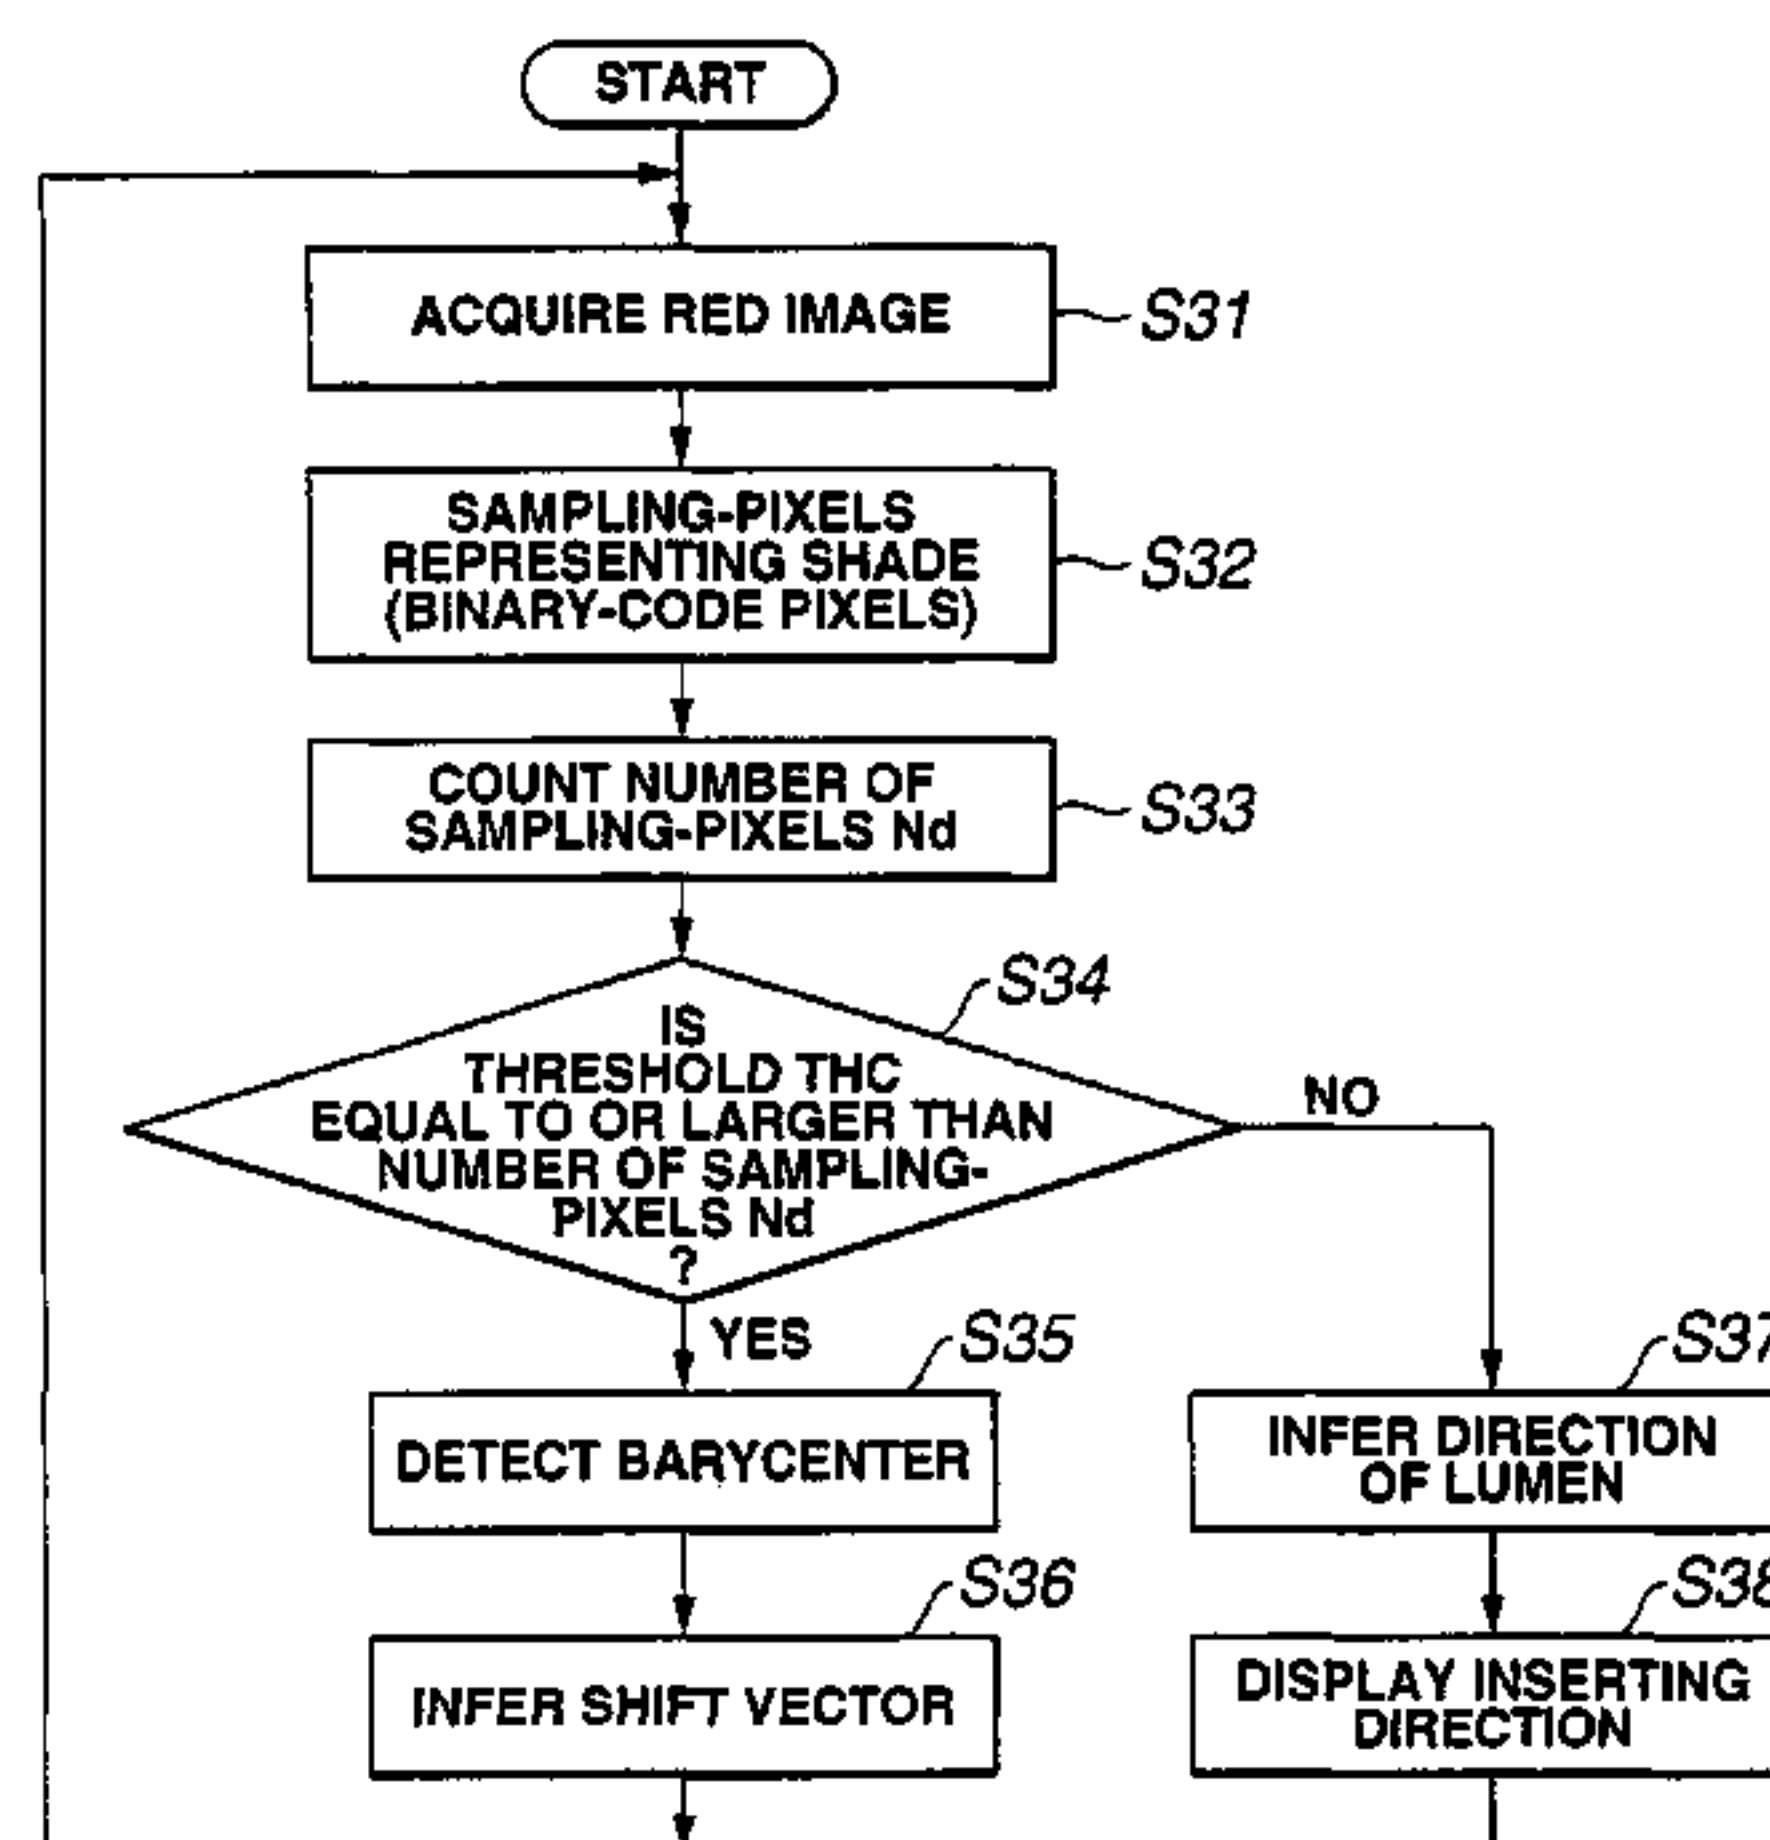 START
ACQUIRE RED IMAGE
S31
SAMPLING-PIXELS
REPRESENTING SHADE
(BINARY-CODE PIXELS)
S32
COUNT NUMBER OF
SAMPLING-PIXELS Nd
S33
S34
IS
THRESHOLD THC
EQUAL TO OR LARGER THAN
NUMBER OF SAMPLING-
PIXELS Nd
?
NO
YES
S35
DETECT BARYCENTER
S37
INFER DIRECTION
OF LUMEN
S36
INFER SHIFT VECTOR
S38
DISPLAY INSERTING
DIRECTION